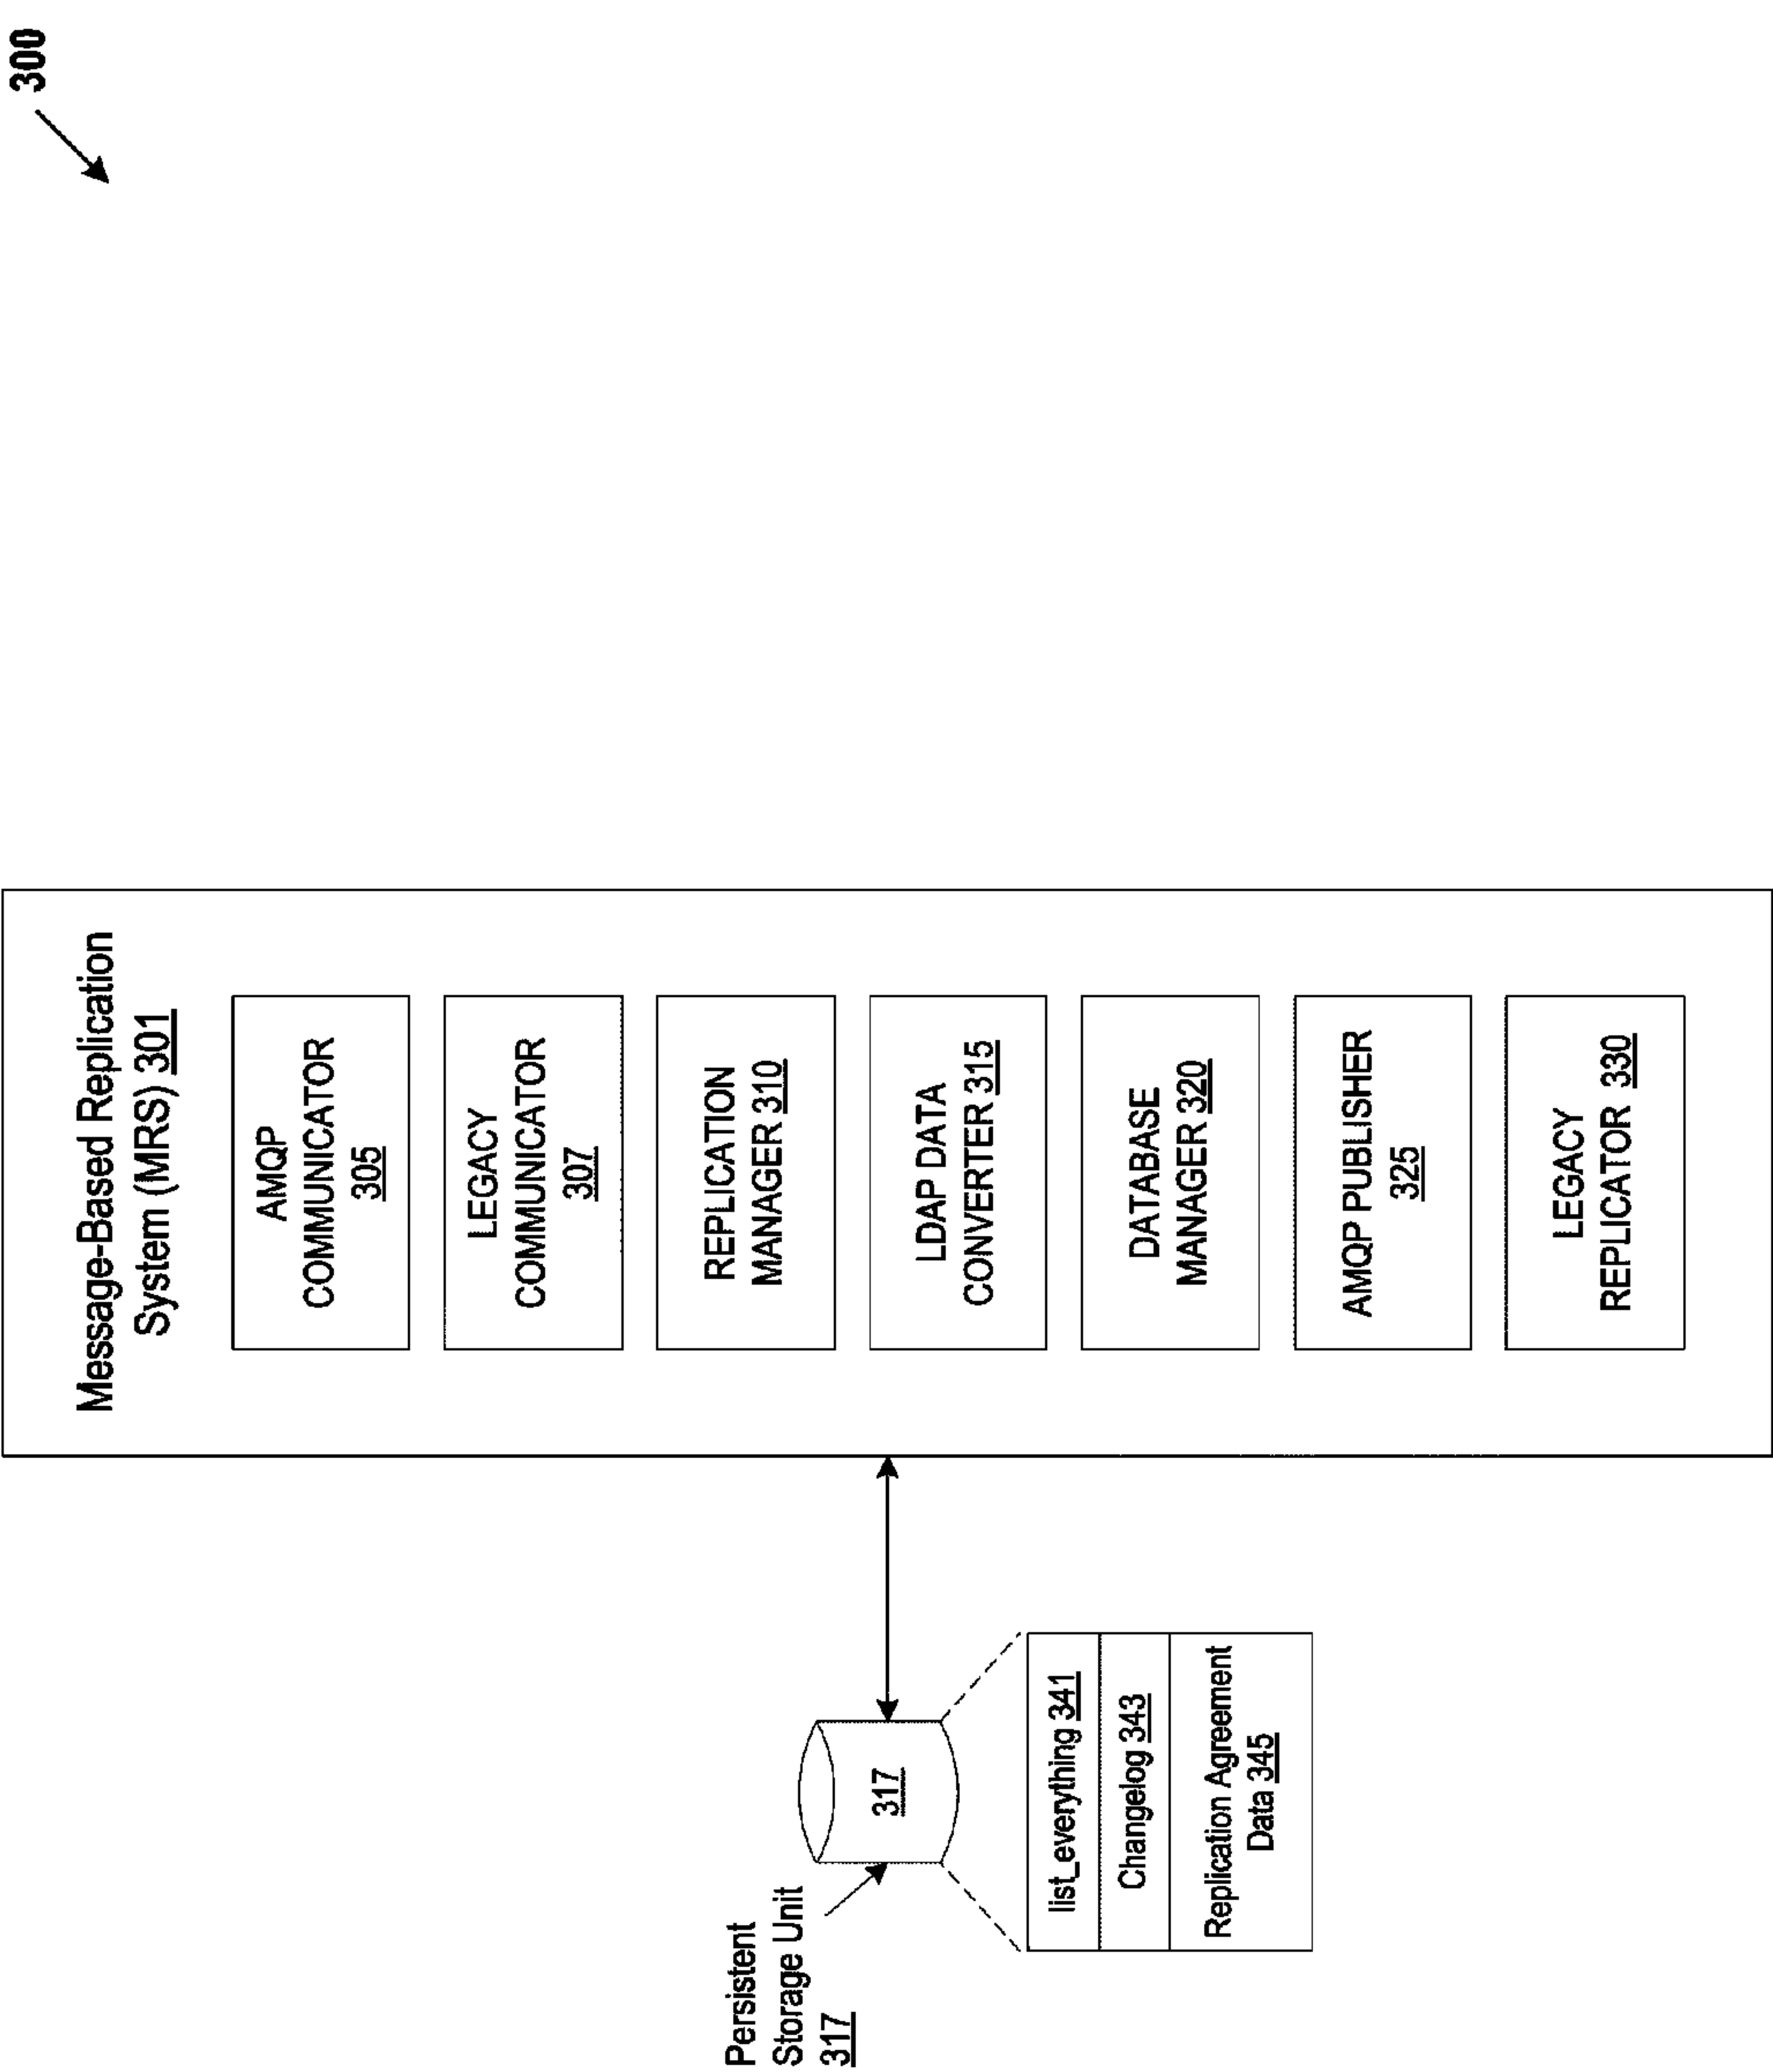 300
Message-Based Replication
System (MRS) 301
AMQP
COMMUNICATOR
305
LEGACY
COMMUNICATOR
307
REPLICATION
MANAGER 310
LDAP DATA
CONVERTER 315
DATABASE
MANAGER 320
AMQP PUBLISHER
325
LEGACY
REPLICATOR 330
Persistent
Storage Unit
317
317
list_everything 341
Changelog 343
Replication Agreement
Data 345